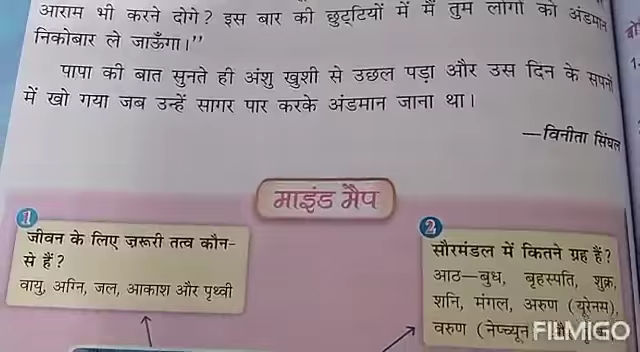 आराम भी करने दोगे? इस बार की छुट्टियों में मैं तुम लोगों को अंडमान
निकोबार ले जाऊँगा।”
पापा की बात सुनते ही अंशु खुशी से उछल पड़ा और उस दिन के सपनों
में खो गया जब उन्हें सागर पार करके अंडमान जाना था।
—विनीता सिंघल
माइंड मैप
1
जीवन के लिए ज़रूरी तत्व कौन-
से हैं?
वायु, अग्नि, जल, आकाश और पृथ्वी
2
सौरमंडल में कितने ग्रह हैं?
आठ—बुध, बृहस्पति, शुक्र,
शनि, मंगल, अरुण (यूरेनस),
वरुण (नेप्च्यून
FILMIGO